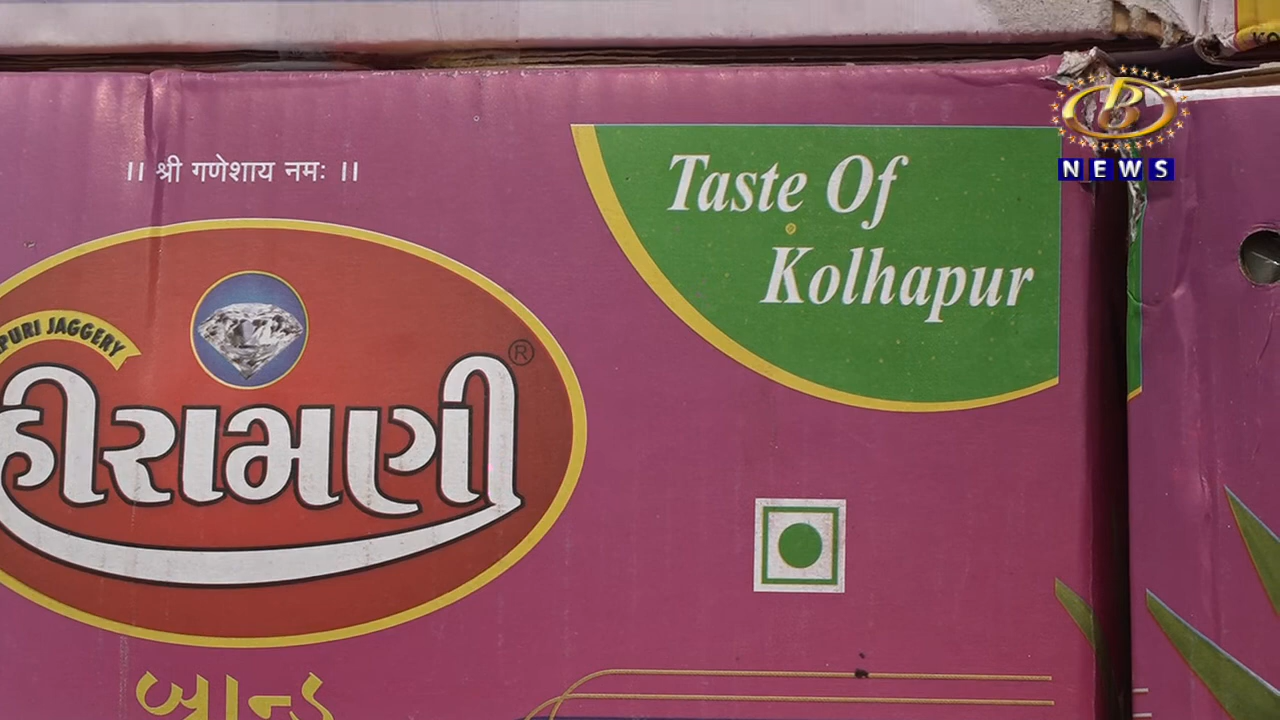 ।। श्री गणेशाय नमः ।।
Taste Of
Kolhapur
B
NEWS
PURI JAGGERY
®
હીરામણી
બ્રાન્ડ